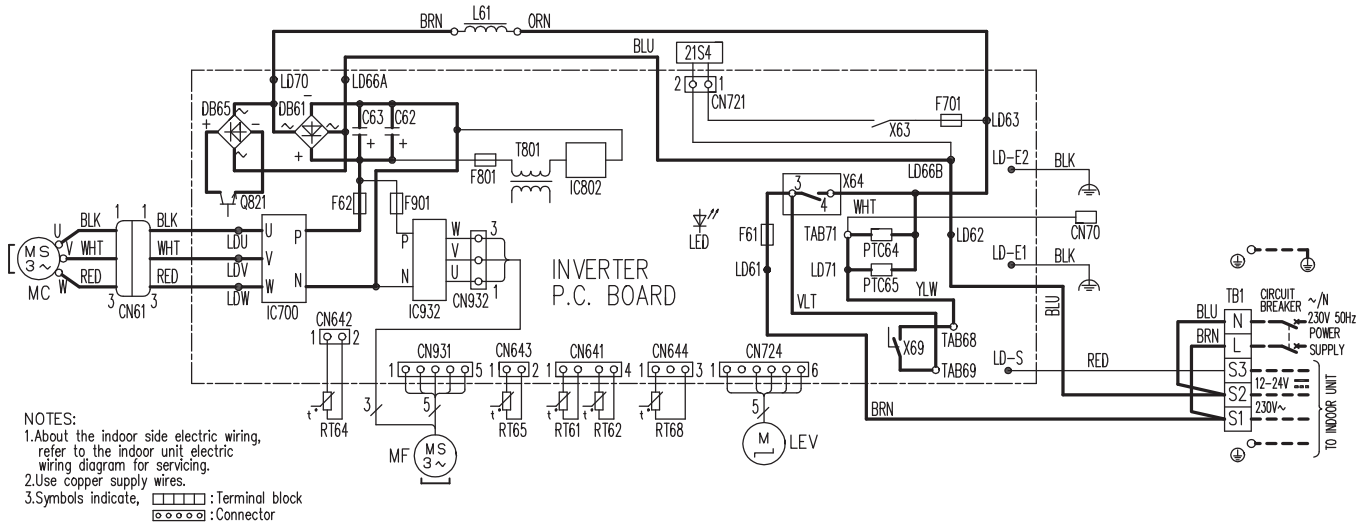 BRN L61 ORN
BLU
21S4
2 1
CN721
LD70 LD66A
DB65 DB61
C63 C62
+ - ~ ~ - ~ ~ + + +
F701
X63
LD63
T801
F801
IC802
Q821
F62 F901
LD66B
LD-E2 BLK
3 X64
4
WHT
LED
F61
TAB71
PTC64
LD62
CN70
LD61
LD71
PTC65
LD-E1 BLK
YLW
VLT
BLU
U BLK 1 1 BLK
V WHT WHT
W RED 3 3 RED
MS
3~
MC
CN61
LDU
LDV
LDW
U
V
W
P
N
IC700
P
N
IC932
W
V
U
3
1
CN932
INVERTER
P.C. BOARD
X69
TAB68
TAB69
LD-S RED
BRN
CN642
1 2
CN931
1 5
CN643
1 2
CN641
1 4
CN644
1 3
CN724
1 6
t° RT64
3
5
t° RT65
t° RT61
t° RT62
t° RT68
5
MF
MS
3~
M
LEV
TB1
CIRCUIT
BREAKER
~/N
230V 50Hz
POWER
SUPPLY
BLU N
BRN L
S3
12-24V
S2
230V~
S1
TO INDOOR UNIT
NOTES:
1.About the indoor side electric wiring,
refer to the indoor unit electric
wiring diagram for servicing.
2.Use copper supply wires.
3.Symbols indicate, : Terminal block
: Connector